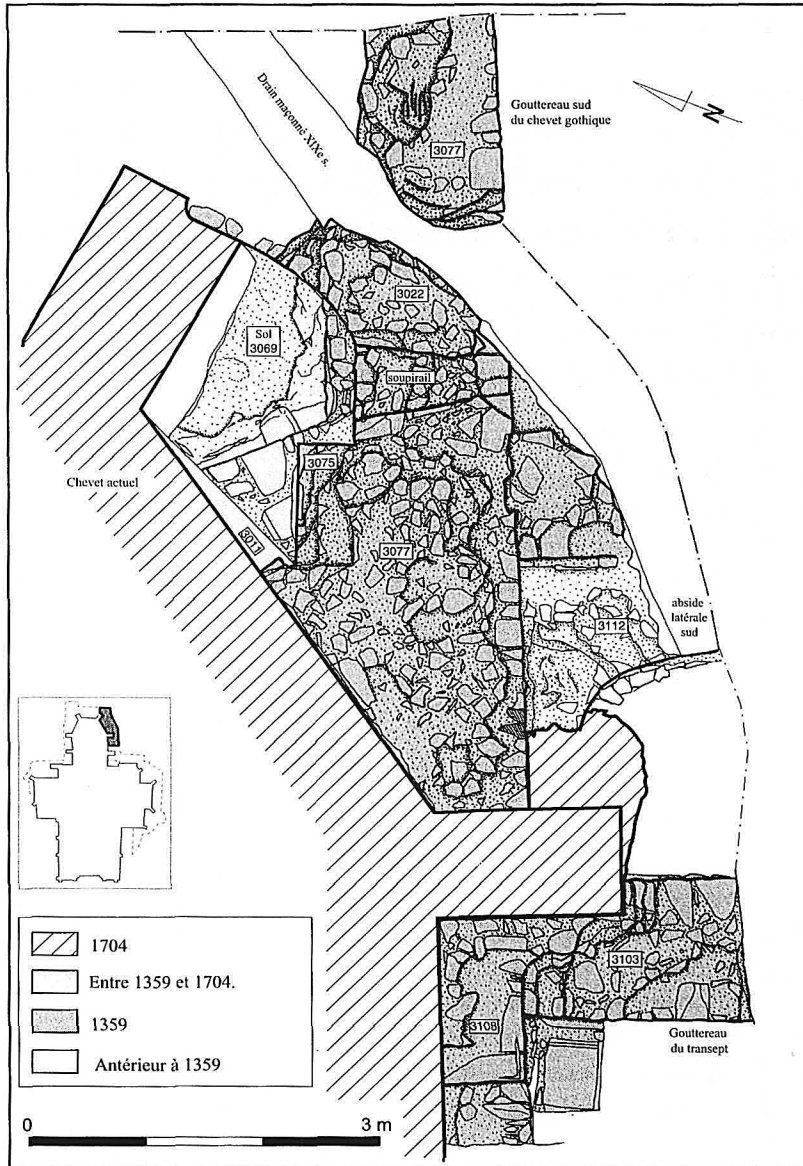 Drain maçonné XIXe s.
Gouttereau sud
du chevet gothique
N
3077
3022
Sol
3069
soupirail
Chevet actuel
3075
3077
3077
3112
abside
latérale
sud
3103
3108
Gouttereau
du transept
1704
Entre 1359 et 1704.
1359
Antérieur à 1359
0
3 m